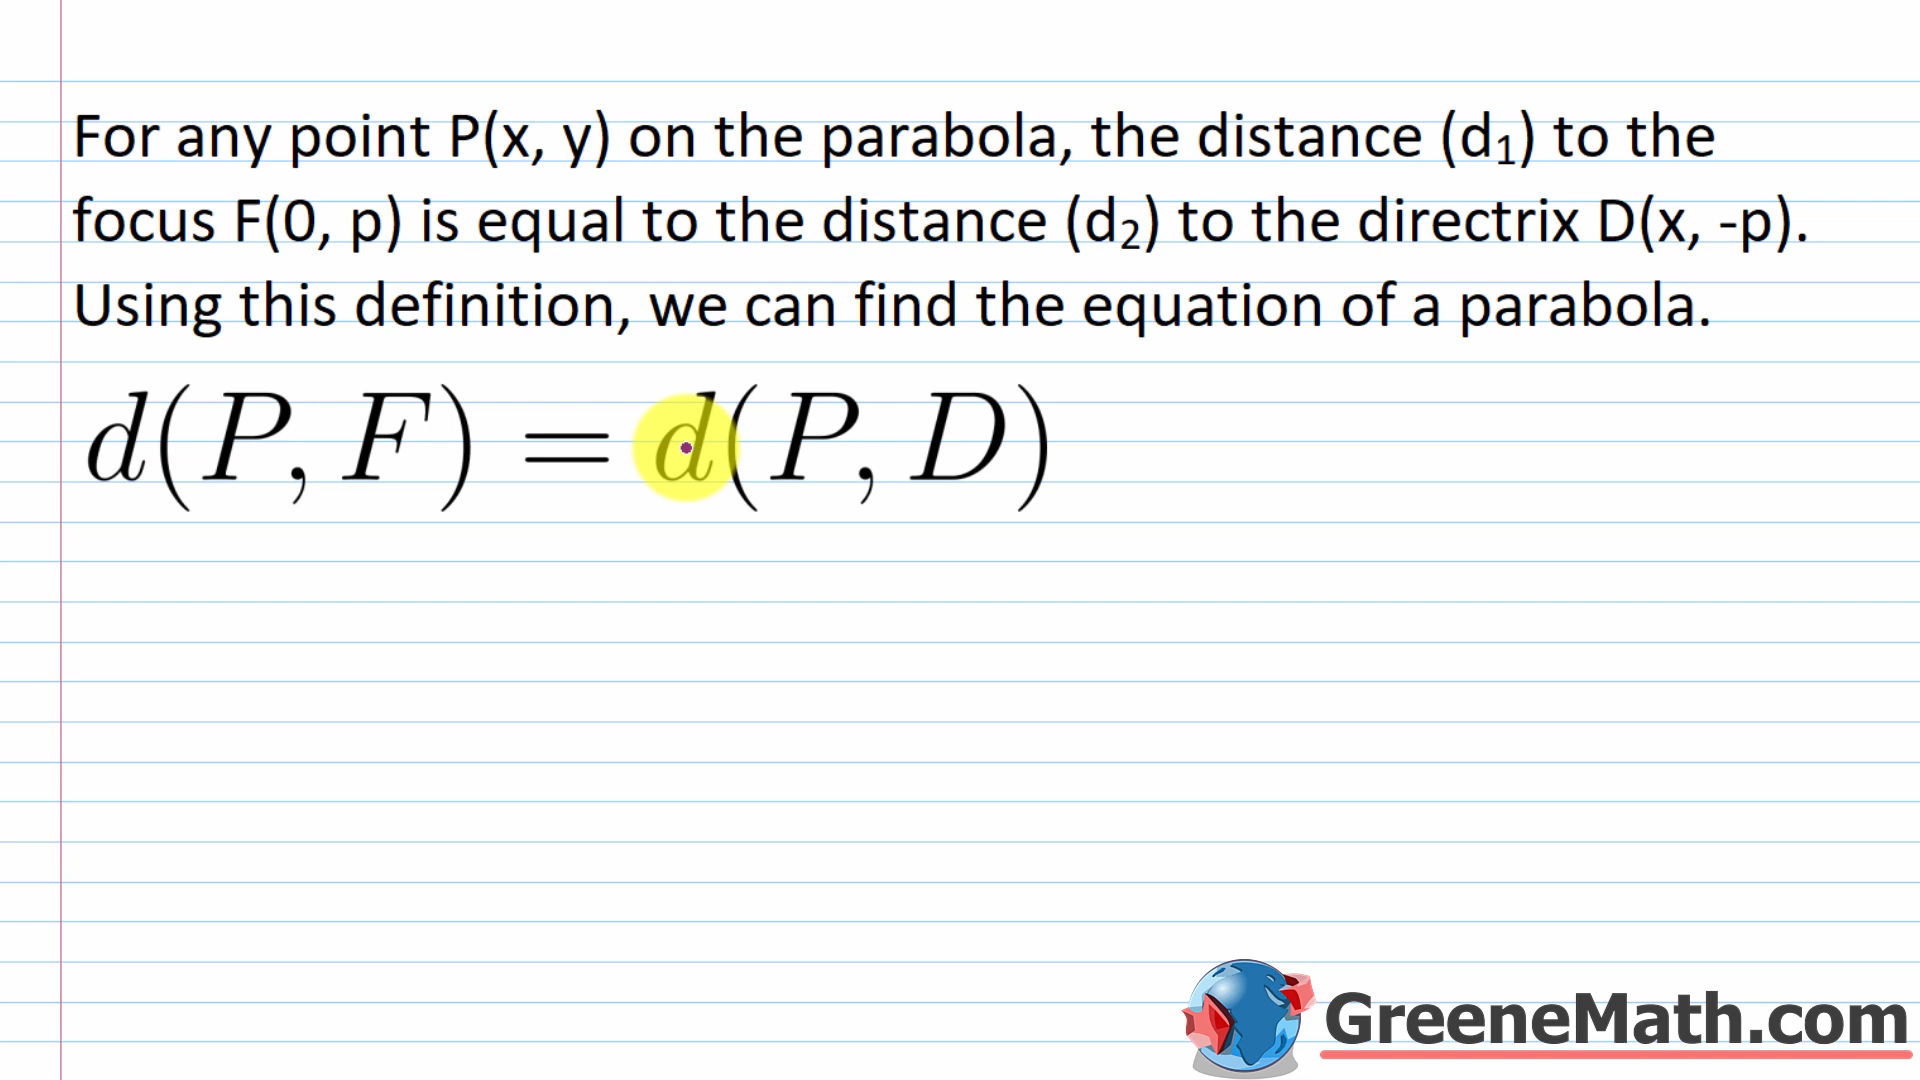 For any point P(x, y) on the parabola, the distance (d₁) to the
focus F(0, p) is equal to the distance (d₂) to the directrix D(x, -p).
Using this definition, we can find the equation of a parabola.
d(P, F) = d(P, D)
GreeneMath.com